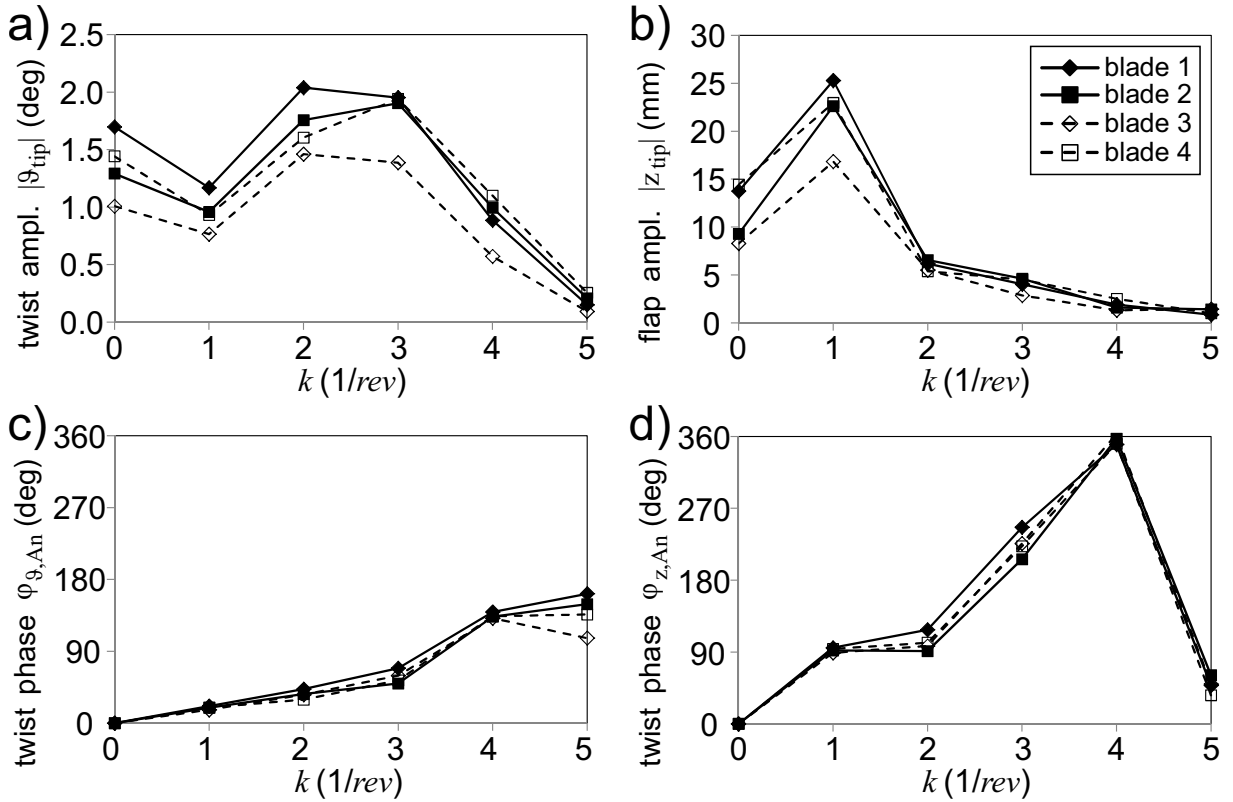 a)
twist ampl. |ϑtip| (deg)
2.5
2.0
1.5
1.0
0.5
0.0
0 1 2 3 4 5
k (1/rev)
b)
flap ampl. |ztip| (mm)
30
25
20
15
10
5
0
0 1 2 3 4 5
k (1/rev)
blade 1
blade 2
blade 3
blade 4
c)
twist phase φϑ,An (deg)
360
270
180
90
0
0 1 2 3 4 5
k (1/rev)
d)
twist phase φz,An (deg)
360
270
180
90
0
0 1 2 3 4 5
k (1/rev)